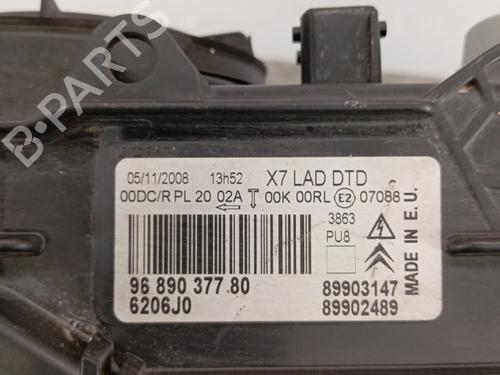 B-PARTS
05/11/2008 13h52 X7 LAD DTD
00DC/R PL 20 02A 00K 00RL E2 07088
3863
PU8
MADE IN E.U.
96 890 377 80
6206J0
89903147
89902489